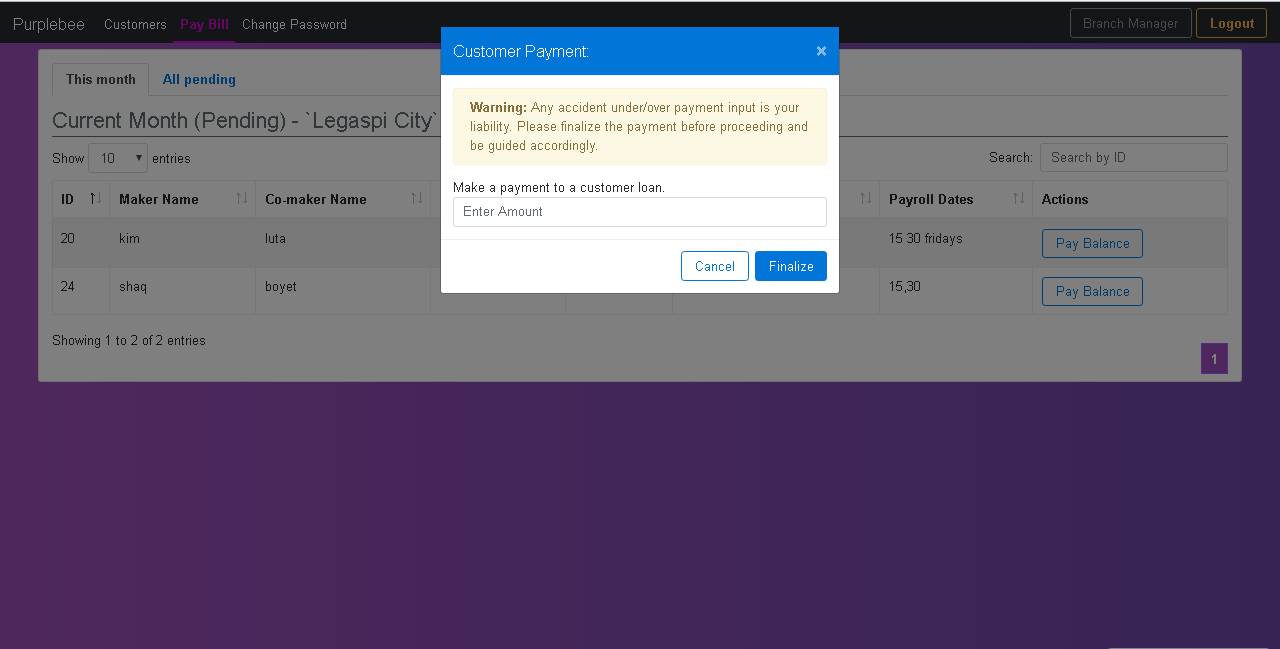 Purplebee Customers Pay Bill Change Password Branch Manager Logout
Customer Payment: ×
This month All pending
Warning: Any accident under/over payment input is your
liability. Please finalize the payment before proceeding and
be guided accordingly.
Current Month (Pending) - `Legaspi City`
Show 10 entries
Search: Search by ID
Make a payment to a customer loan.
Enter Amount
Cancel Finalize
ID Maker Name Co-maker Name Payroll Dates Actions
20 kim luta 15 30 fridays Pay Balance
24 shaq boyet 15,30 Pay Balance
Showing 1 to 2 of 2 entries
1